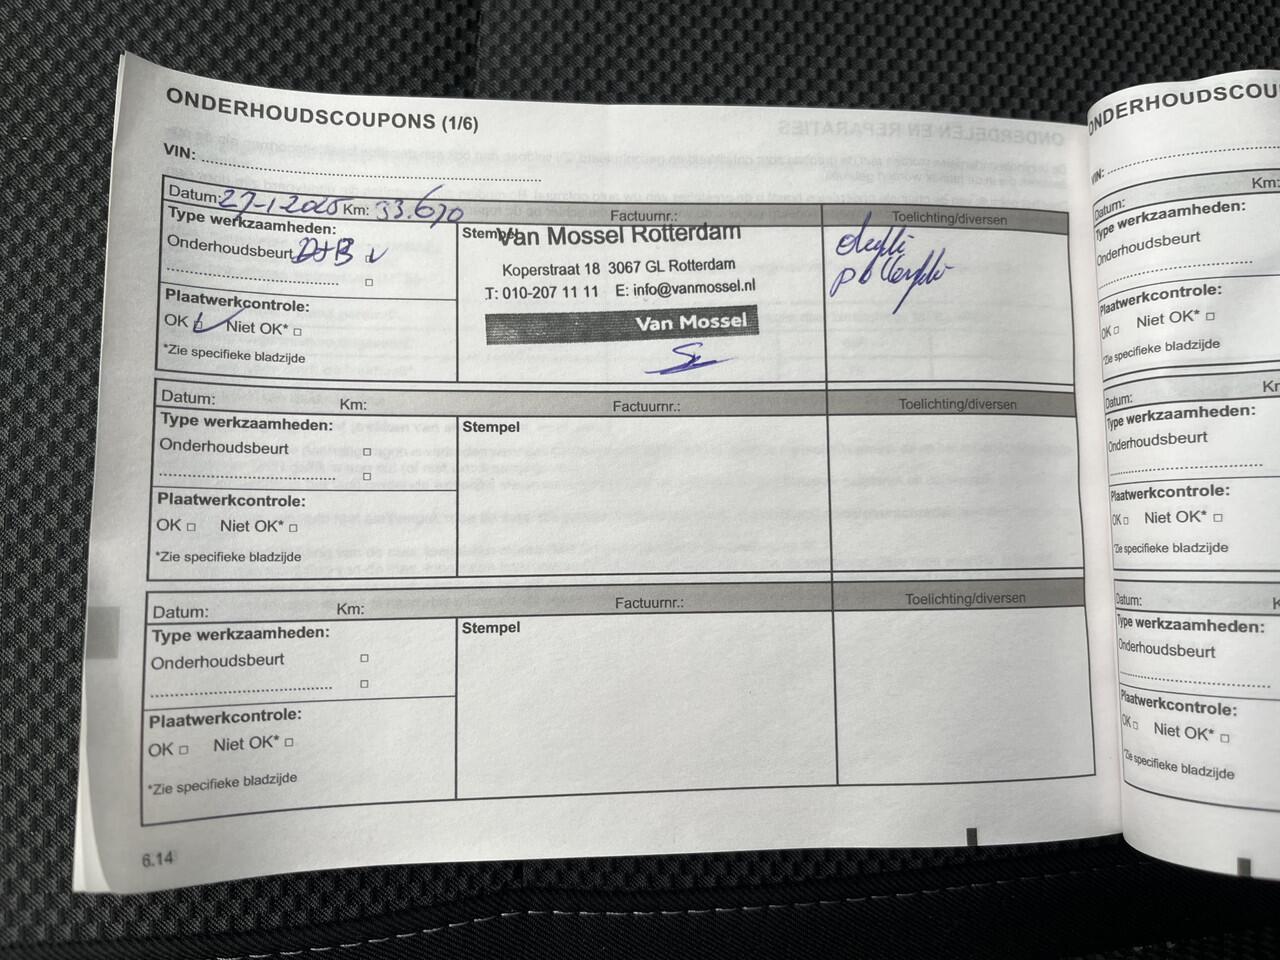 ONDERHOUDSCOUPONS (1/6)
VIN: ................................................
Datum: 27-1-2025 Km: 33.670 Factuurnr.: Toelichting/diversen
Type werkzaamheden:
Onderhoudsbeurt
................................................
Plaatwerkcontrole:
OK □ Niet OK* □
*Zie specifieke bladzijde
Stempel
Van Mossel Rotterdam
Koperstraat 18 3067 GL Rotterdam
T: 010-207 11 11 E: info@vanmossel.nl
Van Mossel
Datum: Km: Factuurnr.: Toelichting/diversen
Type werkzaamheden:
Onderhoudsbeurt □
................................................ □
Plaatwerkcontrole:
OK □ Niet OK* □
*Zie specifieke bladzijde
Stempel
Datum: Km: Factuurnr.: Toelichting/diversen
Type werkzaamheden:
Onderhoudsbeurt □
................................................ □
Plaatwerkcontrole:
OK □ Niet OK* □
*Zie specifieke bladzijde
Stempel
6.14
ONDERHOUDSCOU
VIN: ................................................
Datum: Km:
Type werkzaamheden:
Onderhoudsbeurt
................................................
Plaatwerkcontrole:
OK □ Niet OK* □
*Zie specifieke bladzijde
Datum:
Type werkzaamheden:
Onderhoudsbeurt
................................................
Plaatwerkcontrole:
OK □ Niet OK* □
*Zie specifieke bladzijde
Datum:
Type werkzaamheden:
Onderhoudsbeurt
................................................
Plaatwerkcontrole:
OK □ Niet OK* □
*Zie specifieke bladzijde